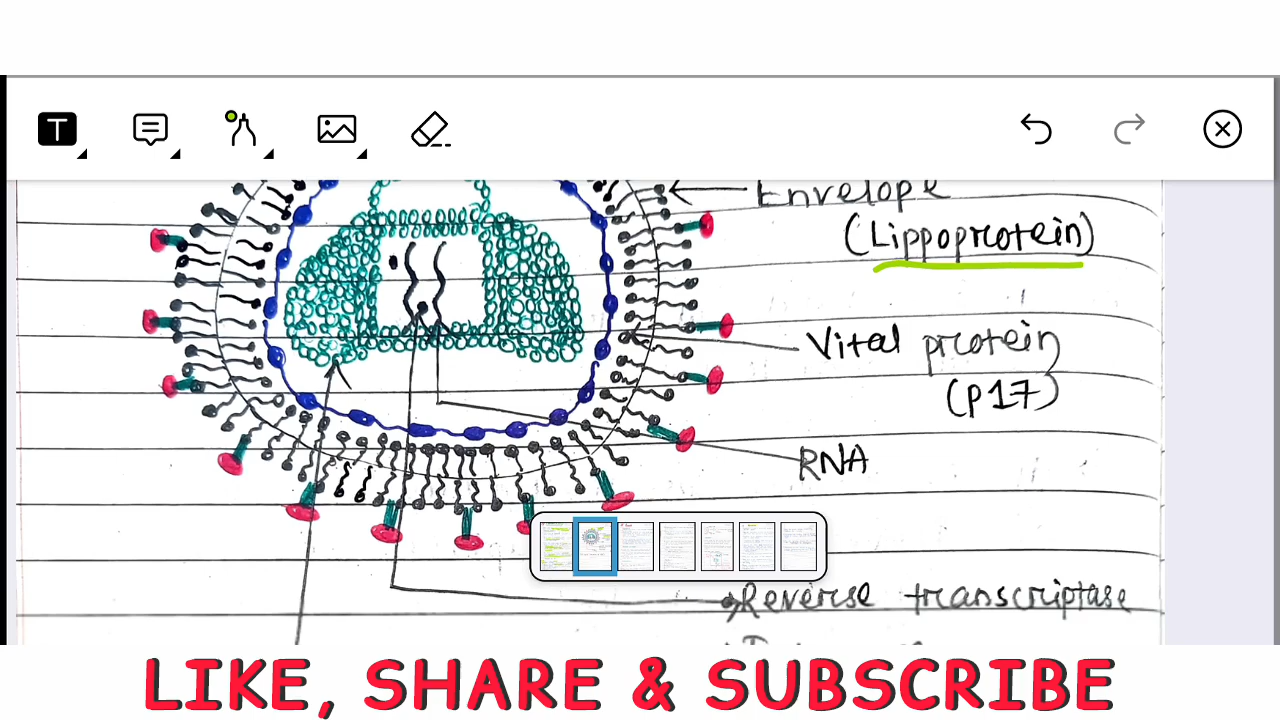 T
Envelope
(Lippoprotein)
Vital protein
(P17)
RNA
Reverse transcriptase
LIKE, SHARE & SUBSCRIBE